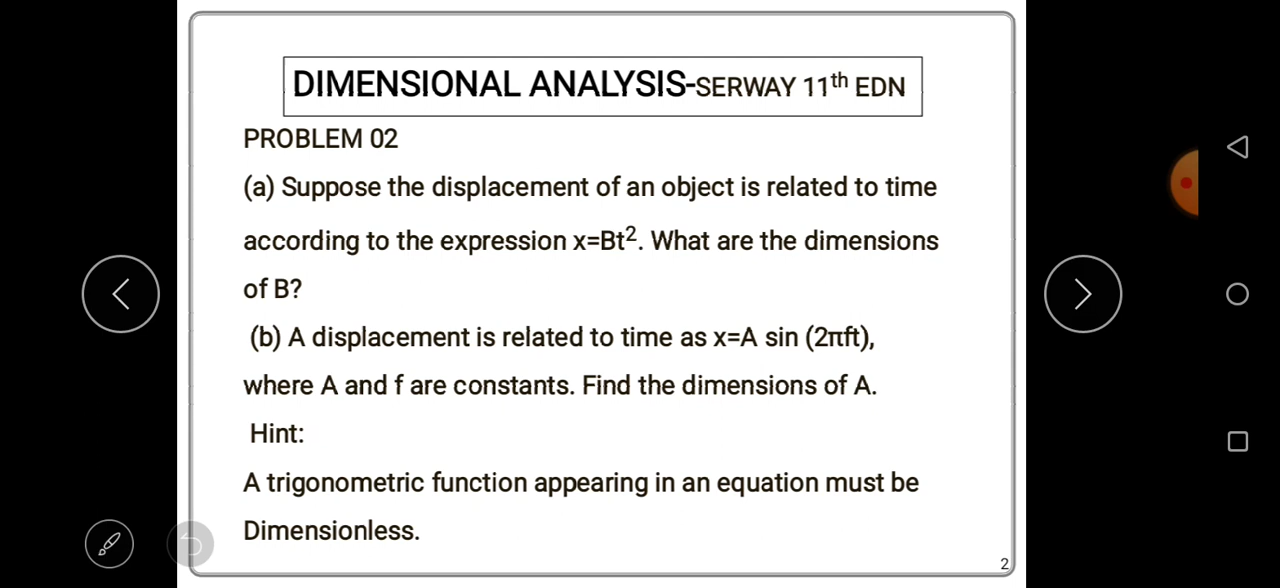 DIMENSIONAL ANALYSIS-SERWAY 11th EDN
PROBLEM 02
(a) Suppose the displacement of an object is related to time
according to the expression x=Bt². What are the dimensions
of B?
(b) A displacement is related to time as x=A sin (2πft),
where A and f are constants. Find the dimensions of A.
Hint:
A trigonometric function appearing in an equation must be
Dimensionless.
2